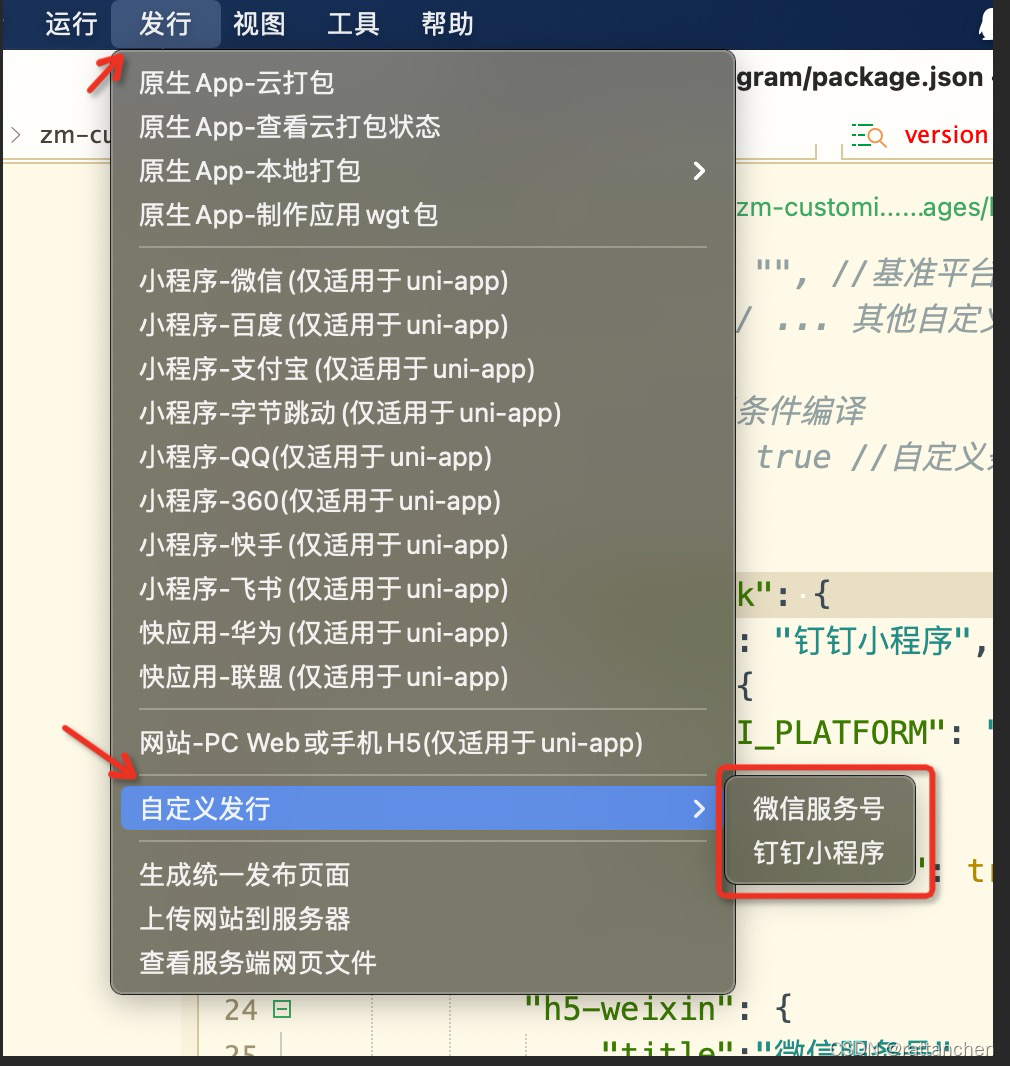 运行 发行 视图 工具 帮助
gram/package.json
zm-cu
version
原生App-云打包
原生App-查看云打包状态
原生App-本地打包
原生App-制作应用wgt包
zm-customi......ages/
小程序-微信(仅适用于uni-app)
"", //基准平台
小程序-百度(仅适用于uni-app)
/ ... 其他自定义
小程序-支付宝(仅适用于uni-app)
小程序-字节跳动(仅适用于uni-app)
条件编译
小程序-QQ(仅适用于uni-app)
true //自定义
小程序-360(仅适用于uni-app)
小程序-快手(仅适用于uni-app)
小程序-飞书(仅适用于uni-app)
k": {
快应用-华为(仅适用于uni-app)
: "钉钉小程序",
快应用-联盟(仅适用于uni-app)
{
网站-PC Web或手机H5(仅适用于uni-app)
I_PLATFORM": "
自定义发行
微信服务号
钉钉小程序
生成统一发布页面
": tr
上传网站到服务器
查看服务端网页文件
24 "h5-weixin": {
25 "title":"微信服务号"
CSDN @rattanchen